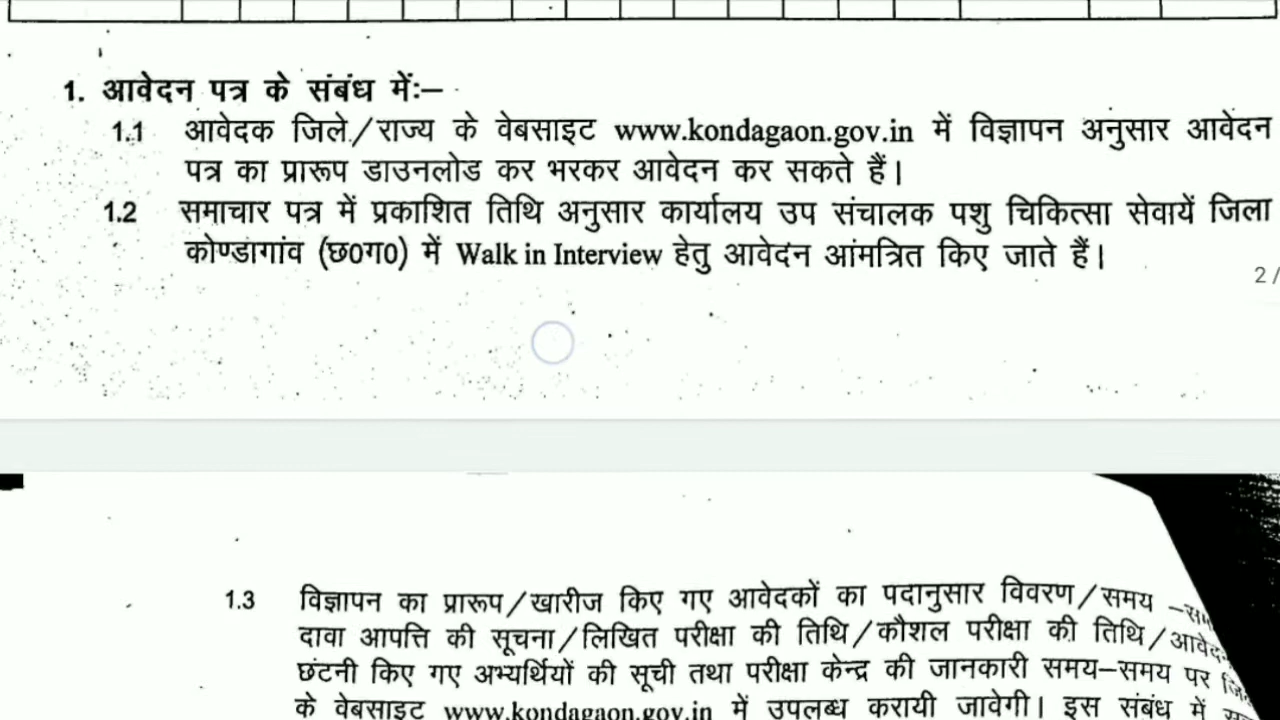 1. आवेदन पत्र के संबंध में:–
1.1 आवेदक जिले/राज्य के वेबसाइट www.kondagaon.gov.in में विज्ञापन अनुसार आवेदन
पत्र का प्रारूप डाउनलोड कर भरकर आवेदन कर सकते हैं।
1.2 समाचार पत्र में प्रकाशित तिथि अनुसार कार्यालय उप संचालक पशु चिकित्सा सेवायें जिला
कोण्डागांव (छ0ग0) में Walk in Interview हेतु आवेदन आंमत्रित किए जाते हैं।
2/
1.3 विज्ञापन का प्रारूप/खारीज किए गए आवेदकों का पदानुसार विवरण/समय –
दावा आपत्ति की सूचना/लिखित परीक्षा की तिथि/कौशल परीक्षा की तिथि/
छंटनी किए गए अभ्यर्थियों की सूची तथा परीक्षा केन्द्र की जानकारी समय–समय पर
के वेबसाइट www.kondagaon.gov.in में उपलब्ध करायी जावेगी। इस संबंध में